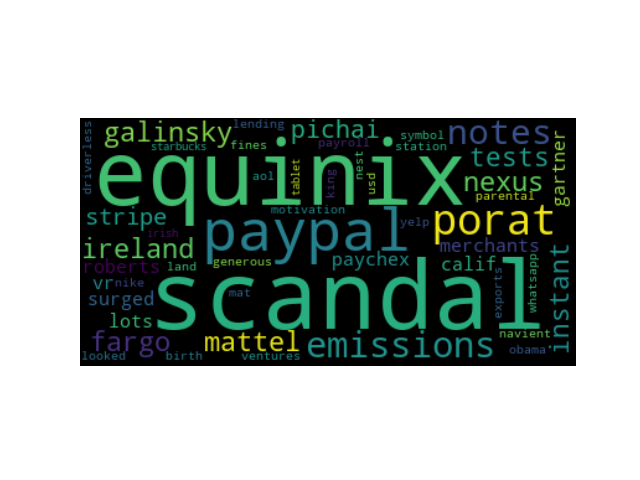 driverless
galinsky
lending
pichai
symbol
notes
starbucks
fines
payroll
station
tests
gartner
equinix
aol
tablet
king
nest
usd
nexus
parental
stripe
motivation
paypal
yelp
porat
irish
ireland
merchants
roberts
land
generous
paychex
calif
vr
nike
mat
scandal
exports
whatsapp
instant
surged
lots
fargo
mattel
emissions
navient
looked
birth
ventures
obama